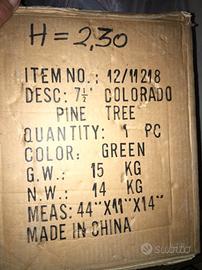 H = 2,30
ITEM NO.: 12/11218
DESC: 7½' COLORADO
PINE TREE
QUANTITY: 1 PC
COLOR: GREEN
G.W.: 15 KG
N.W.: 14 KG
MEAS: 44"X11"X14"
MADE IN CHINA
subito